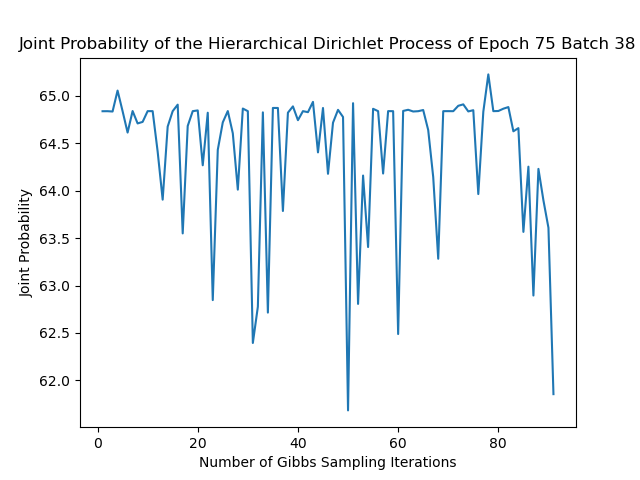 Joint Probability of the Hierarchical Dirichlet Process of Epoch 75 Batch 38
65.0
64.5
64.0
63.5
63.0
62.5
62.0
Joint Probability
0 20 40 60 80
Number of Gibbs Sampling Iterations